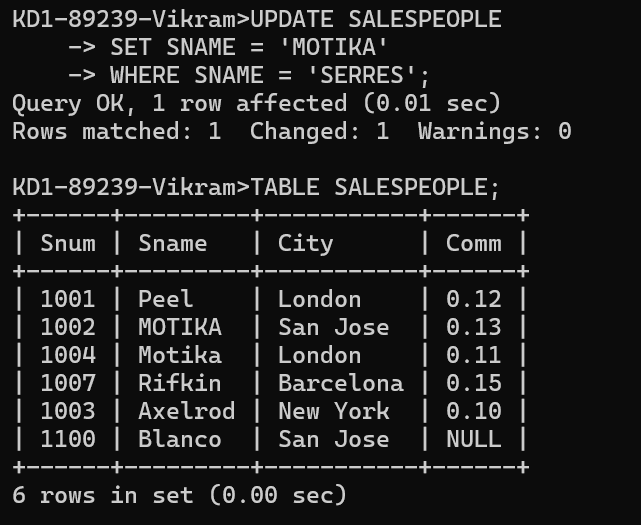 KD1-89239-Vikram>UPDATE SALESPEOPLE
    -> SET SNAME = 'MOTIKA'
    -> WHERE SNAME = 'SERRES';
Query OK, 1 row affected (0.01 sec)
Rows matched: 1  Changed: 1  Warnings: 0

KD1-89239-Vikram>TABLE SALESPEOPLE;
+------+---------+-----------+------+
| Snum | Sname   | City      | Comm |
+------+---------+-----------+------+
| 1001 | Peel    | London    | 0.12 |
| 1002 | MOTIKA  | San Jose  | 0.13 |
| 1004 | Motika  | London    | 0.11 |
| 1007 | Rifkin  | Barcelona | 0.15 |
| 1003 | Axelrod | New York  | 0.10 |
| 1100 | Blanco  | San Jose  | NULL |
+------+---------+-----------+------+
6 rows in set (0.00 sec)